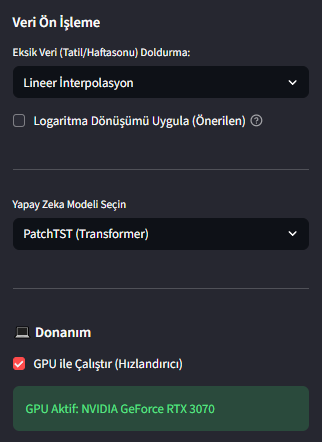 Veri Ön İşleme
Eksik Veri (Tatil/Haftasonu) Doldurma:
Lineer İnterpolasyon
Logaritma Dönüşümü Uygula (Önerilen)
Yapay Zeka Modeli Seçin
PatchTST (Transformer)
💻 Donanım
GPU ile Çalıştır (Hızlandırıcı)
GPU Aktif: NVIDIA GeForce RTX 3070